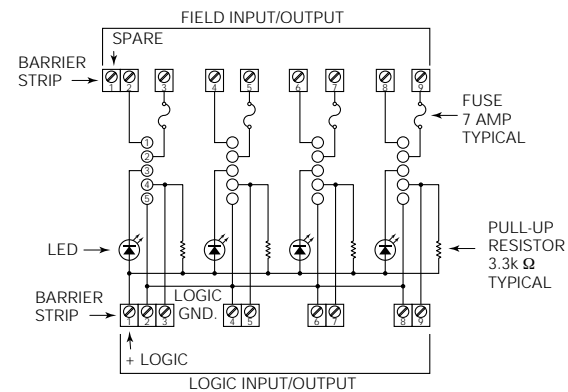 FIELD INPUT/OUTPUT
SPARE
BARRIER
STRIP
1 2 3 4 5 6 7 8 9
FUSE
7 AMP
TYPICAL
1
2
3
4
5
LED
PULL-UP
RESISTOR
3.3k Ω
TYPICAL
BARRIER
STRIP
LOGIC
GND.
1 2 3 4 5 6 7 8 9
+ LOGIC
LOGIC INPUT/OUTPUT